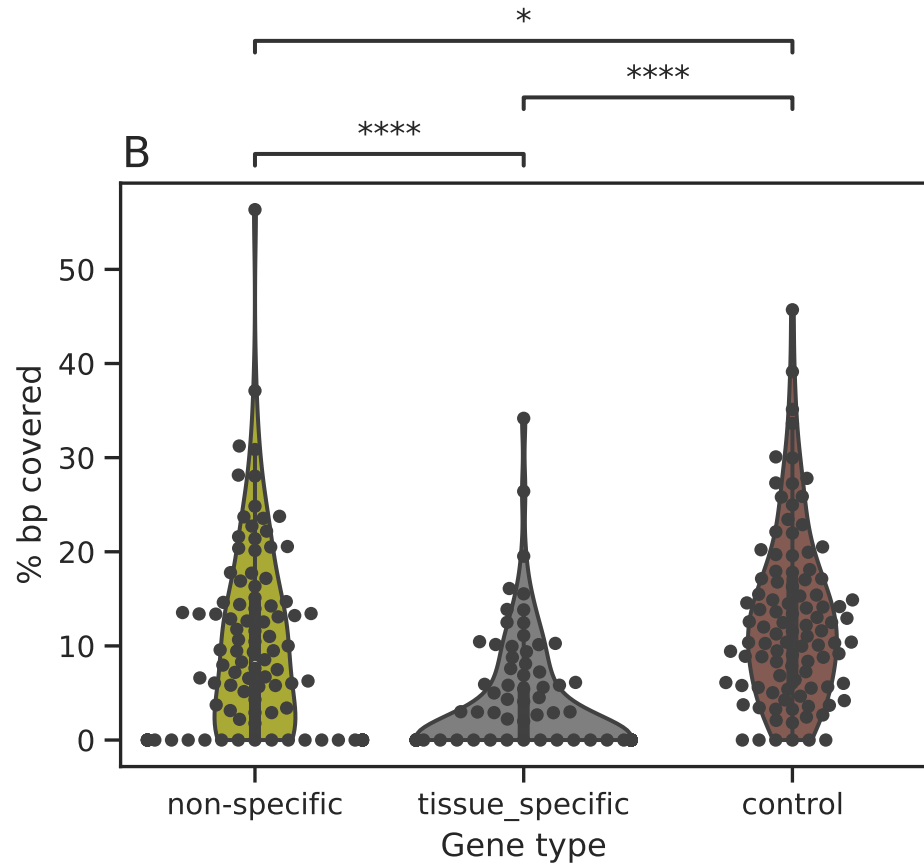 *
****
****
B
50
40
30
20
10
0
% bp covered
non-specific
tissue_specific
control
Gene type